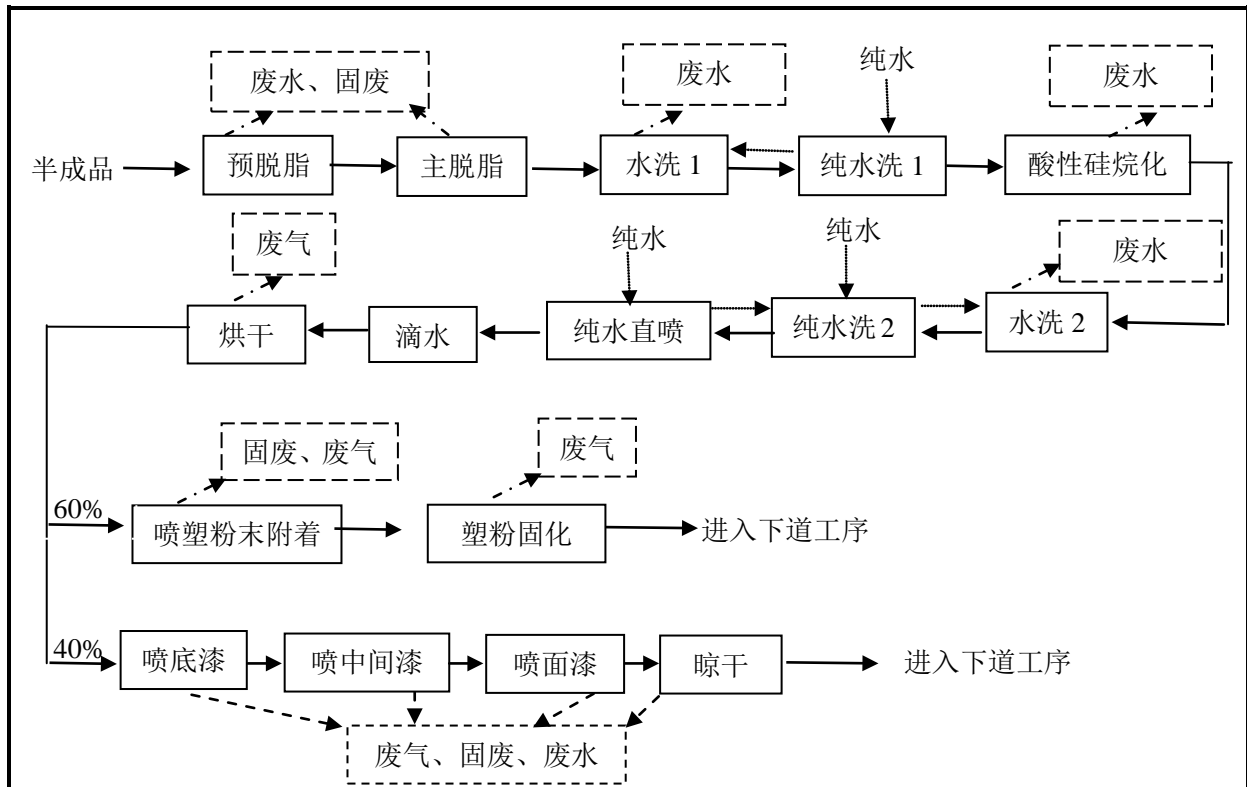 废水、固废
废水
纯水
废水
半成品
预脱脂
主脱脂
水洗 1
纯水洗 1
酸性硅烷化
废气
纯水
纯水
废水
烘干
滴水
纯水直喷
纯水洗 2
水洗 2
固废、废气
废气
60%
喷塑粉末附着
塑粉固化
进入下道工序
40%
喷底漆
喷中间漆
喷面漆
晾干
进入下道工序
废气、固废、废水